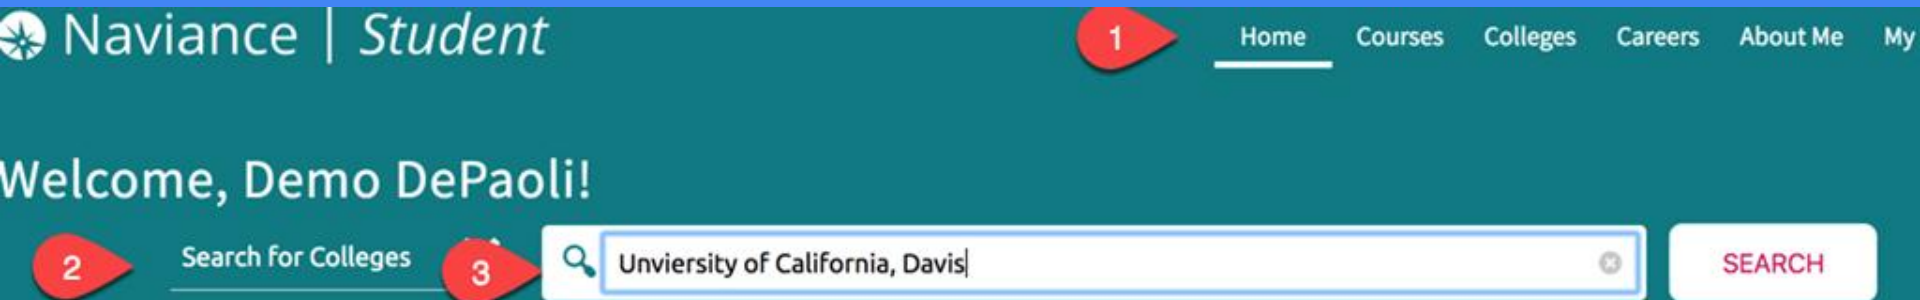 Naviance | Student
1 Home Courses Colleges Careers About Me My
Welcome, Demo DePaoli!
2 Search for Colleges 3 Unviersity of California, Davis SEARCH